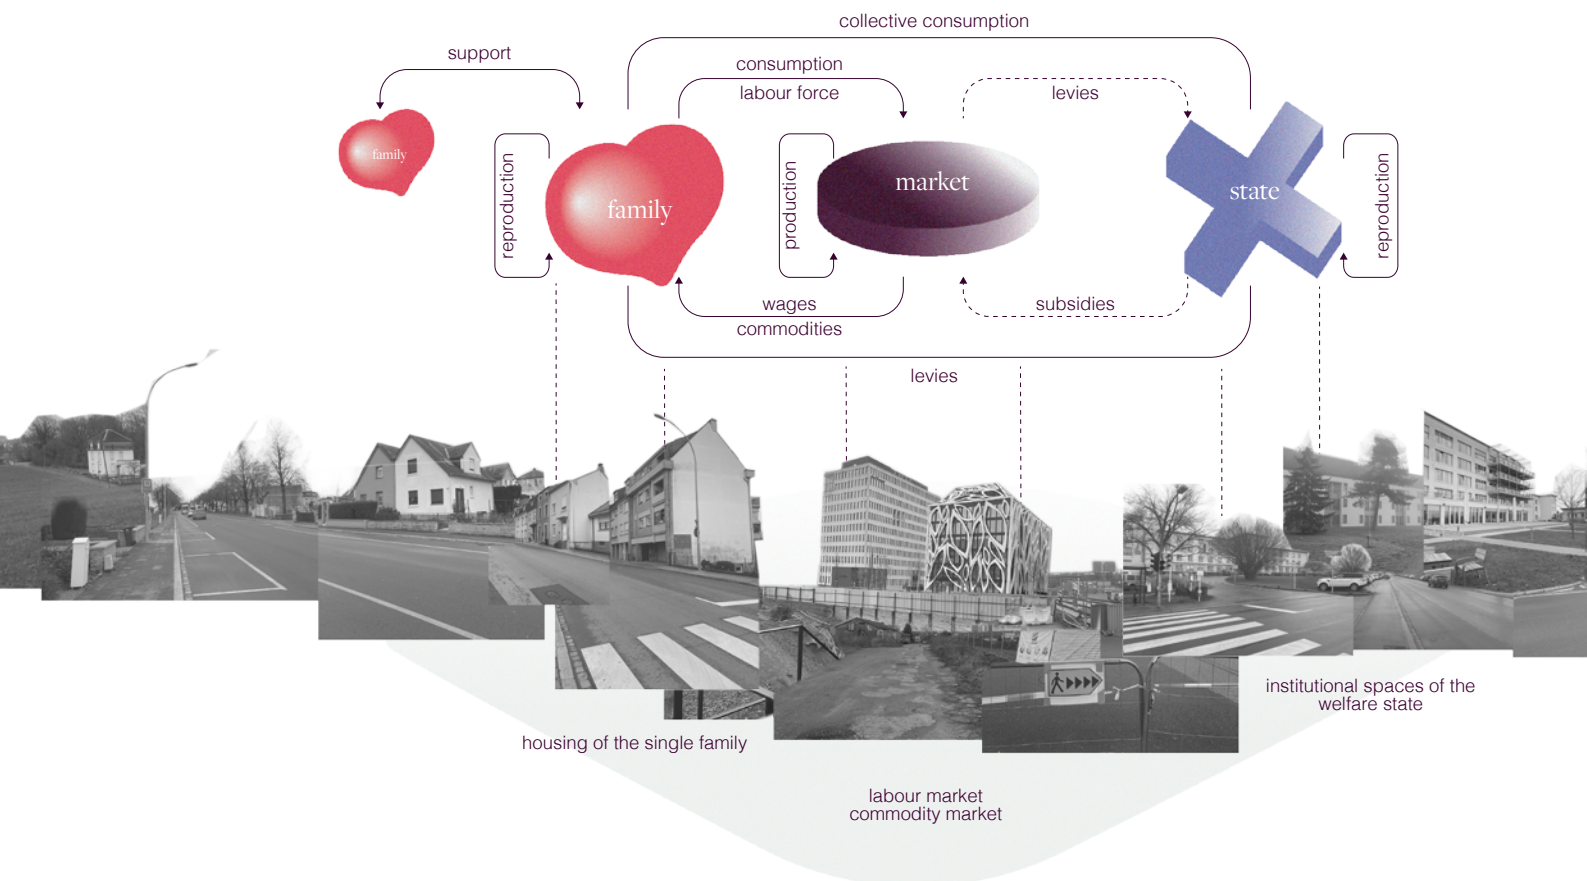 collective consumption
support
consumption
labour force
levies
family
reproduction
family
production
market
state
reproduction
wages
commodities
subsidies
levies
institutional spaces of the
welfare state
housing of the single family
labour market
commodity market